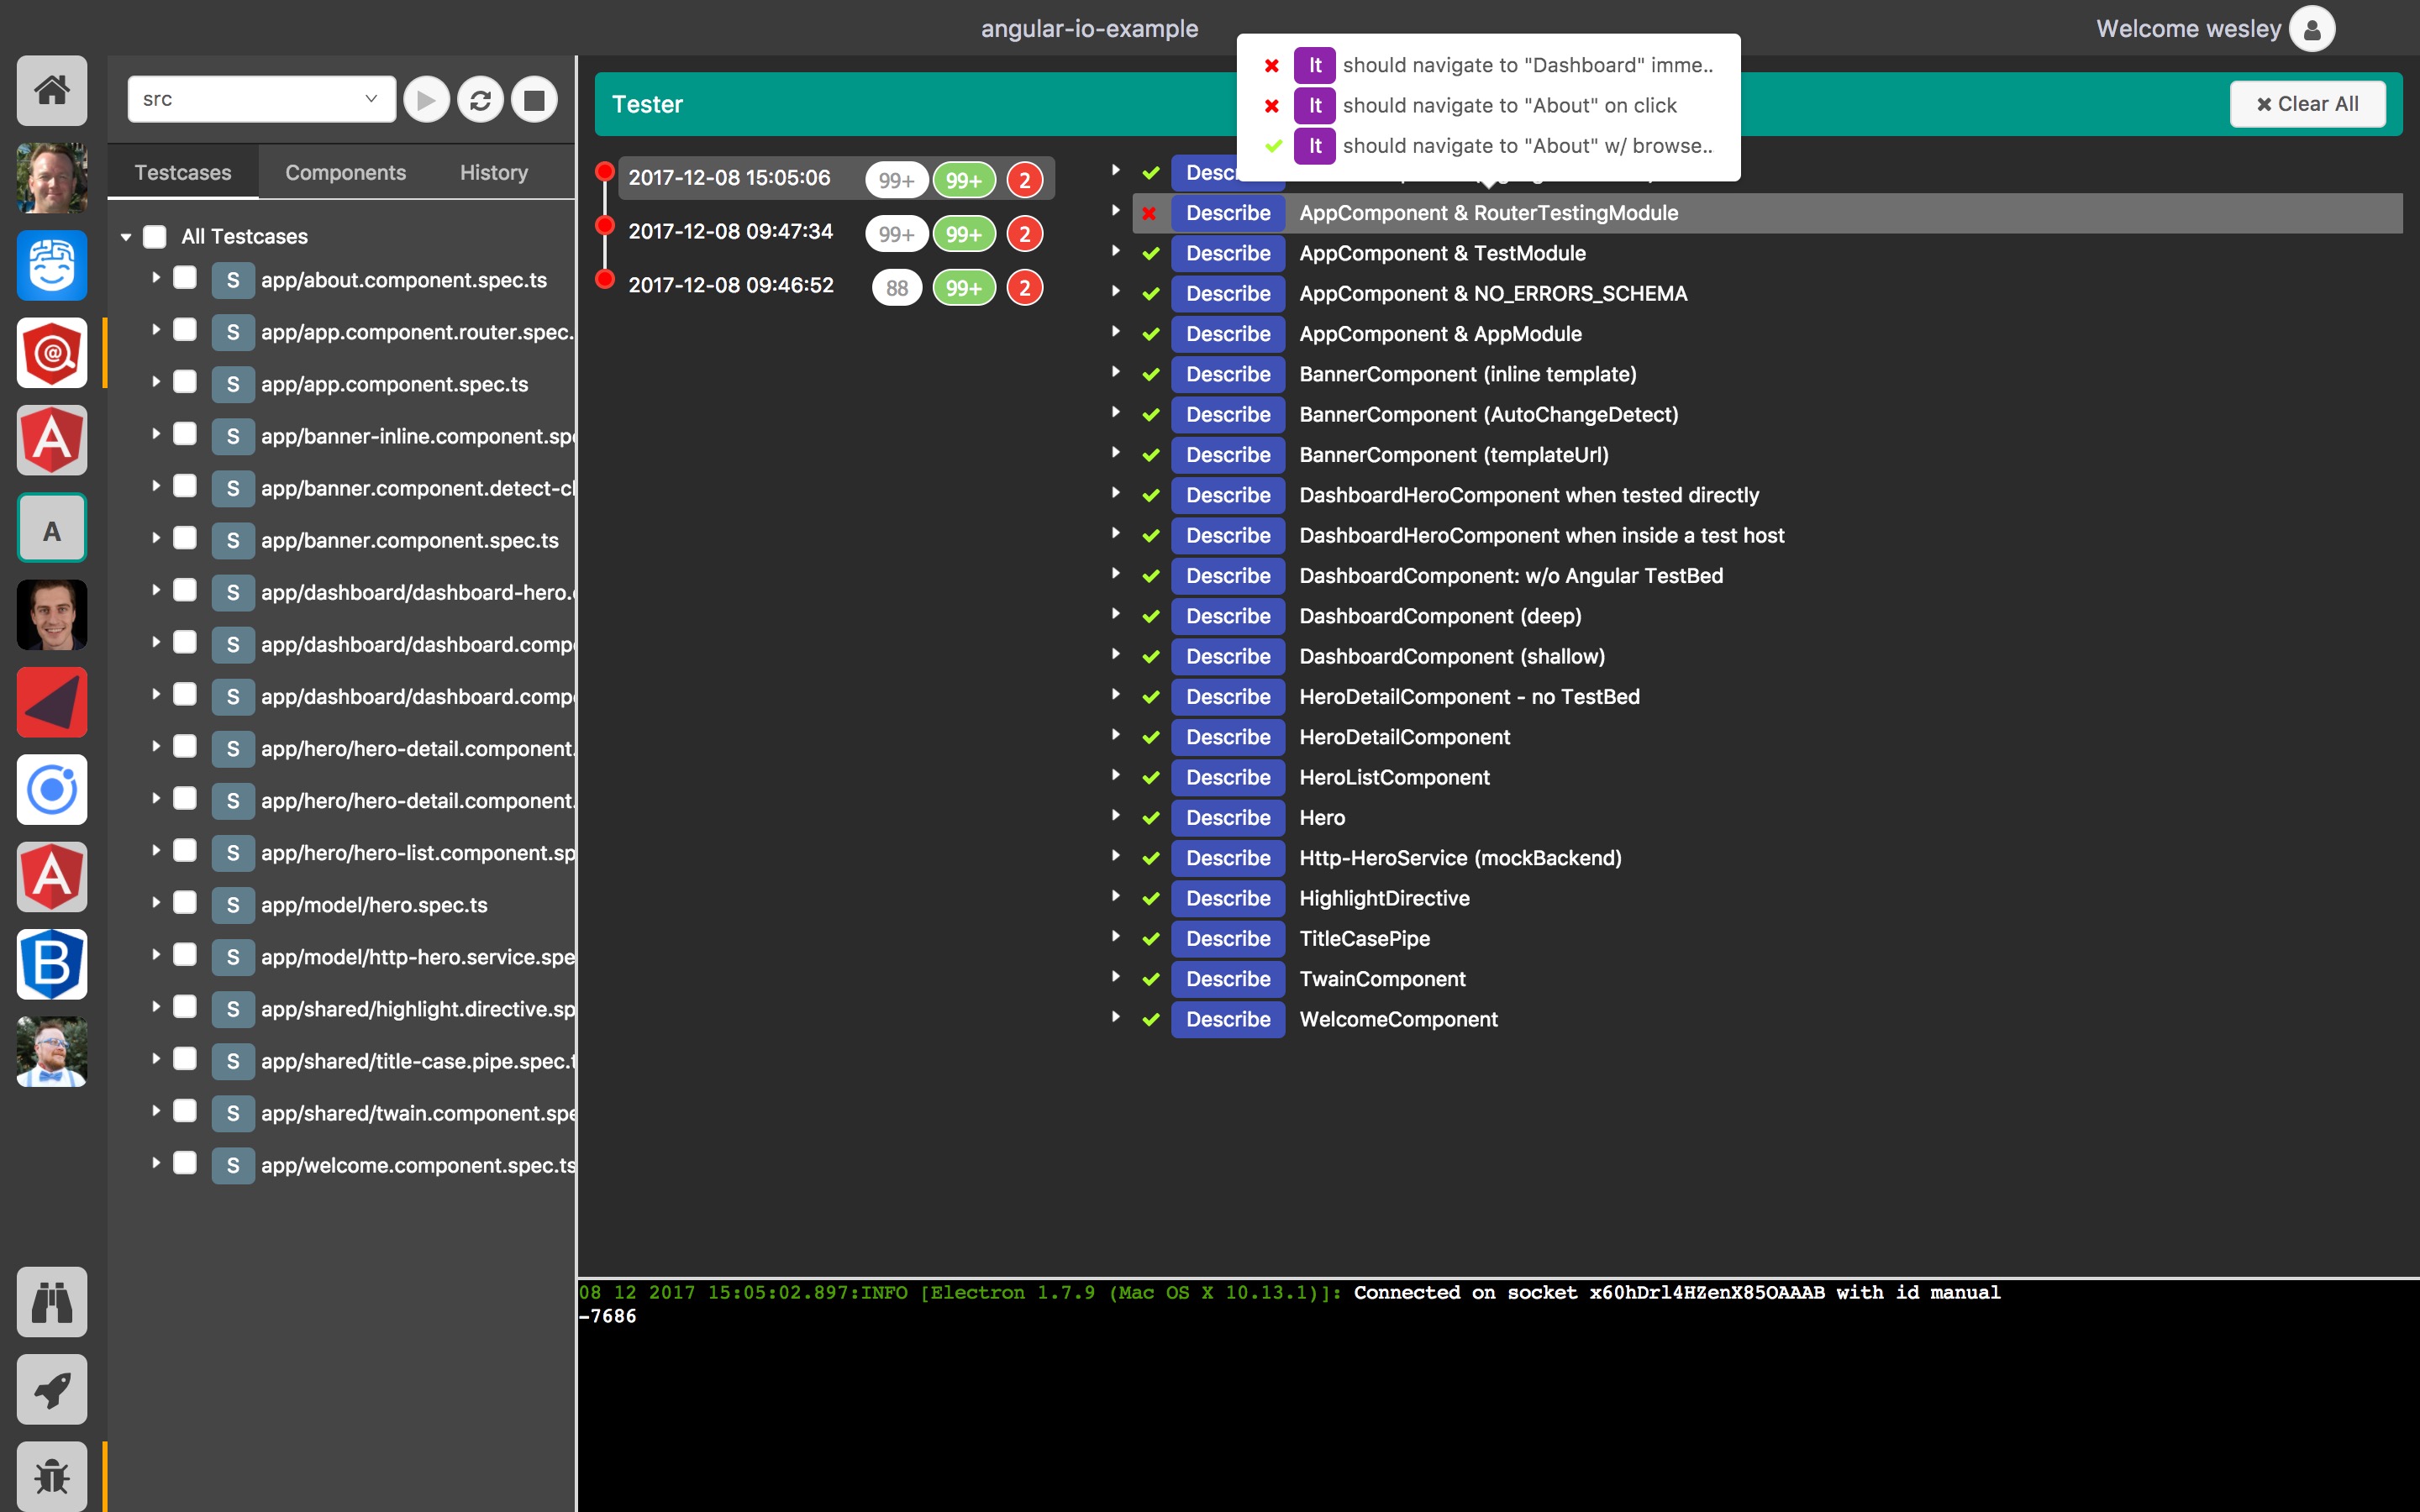 angular-io-example
Welcome wesley
src
Testcases
Components
History
All Testcases
S app/about.component.spec.ts
S app/app.component.router.spec.
S app/app.component.spec.ts
S app/banner-inline.component.sp
S app/banner.component.detect-c
S app/banner.component.spec.ts
S app/dashboard/dashboard-hero.
S app/dashboard/dashboard.comp
S app/dashboard/dashboard.comp
S app/hero/hero-detail.component.
S app/hero/hero-detail.component.
S app/hero/hero-list.component.sp
S app/model/hero.spec.ts
S app/model/http-hero.service.spe
S app/shared/highlight.directive.sp
S app/shared/title-case.pipe.spec.t
S app/shared/twain.component.spe
S app/welcome.component.spec.ts
A
Tester
Clear All
It should navigate to "Dashboard" imme..
It should navigate to "About" on click
It should navigate to "About" w/ browse..
2017-12-08 15:05:06 99+ 99+ 2
2017-12-08 09:47:34 99+ 99+ 2
2017-12-08 09:46:52 88 99+ 2
Describe AppComponent & RouterTestingModule
Describe AppComponent & TestModule
Describe AppComponent & NO_ERRORS_SCHEMA
Describe AppComponent & AppModule
Describe BannerComponent (inline template)
Describe BannerComponent (AutoChangeDetect)
Describe BannerComponent (templateUrl)
Describe DashboardHeroComponent when tested directly
Describe DashboardHeroComponent when inside a test host
Describe DashboardComponent: w/o Angular TestBed
Describe DashboardComponent (deep)
Describe DashboardComponent (shallow)
Describe HeroDetailComponent - no TestBed
Describe HeroDetailComponent
Describe HeroListComponent
Describe Hero
Describe Http-HeroService (mockBackend)
Describe HighlightDirective
Describe TitleCasePipe
Describe TwainComponent
Describe WelcomeComponent
08 12 2017 15:05:02.897:INFO [Electron 1.7.9 (Mac OS X 10.13.1)]: Connected on socket x60hDrl4HZenX85OAAAB with id manual
-7686